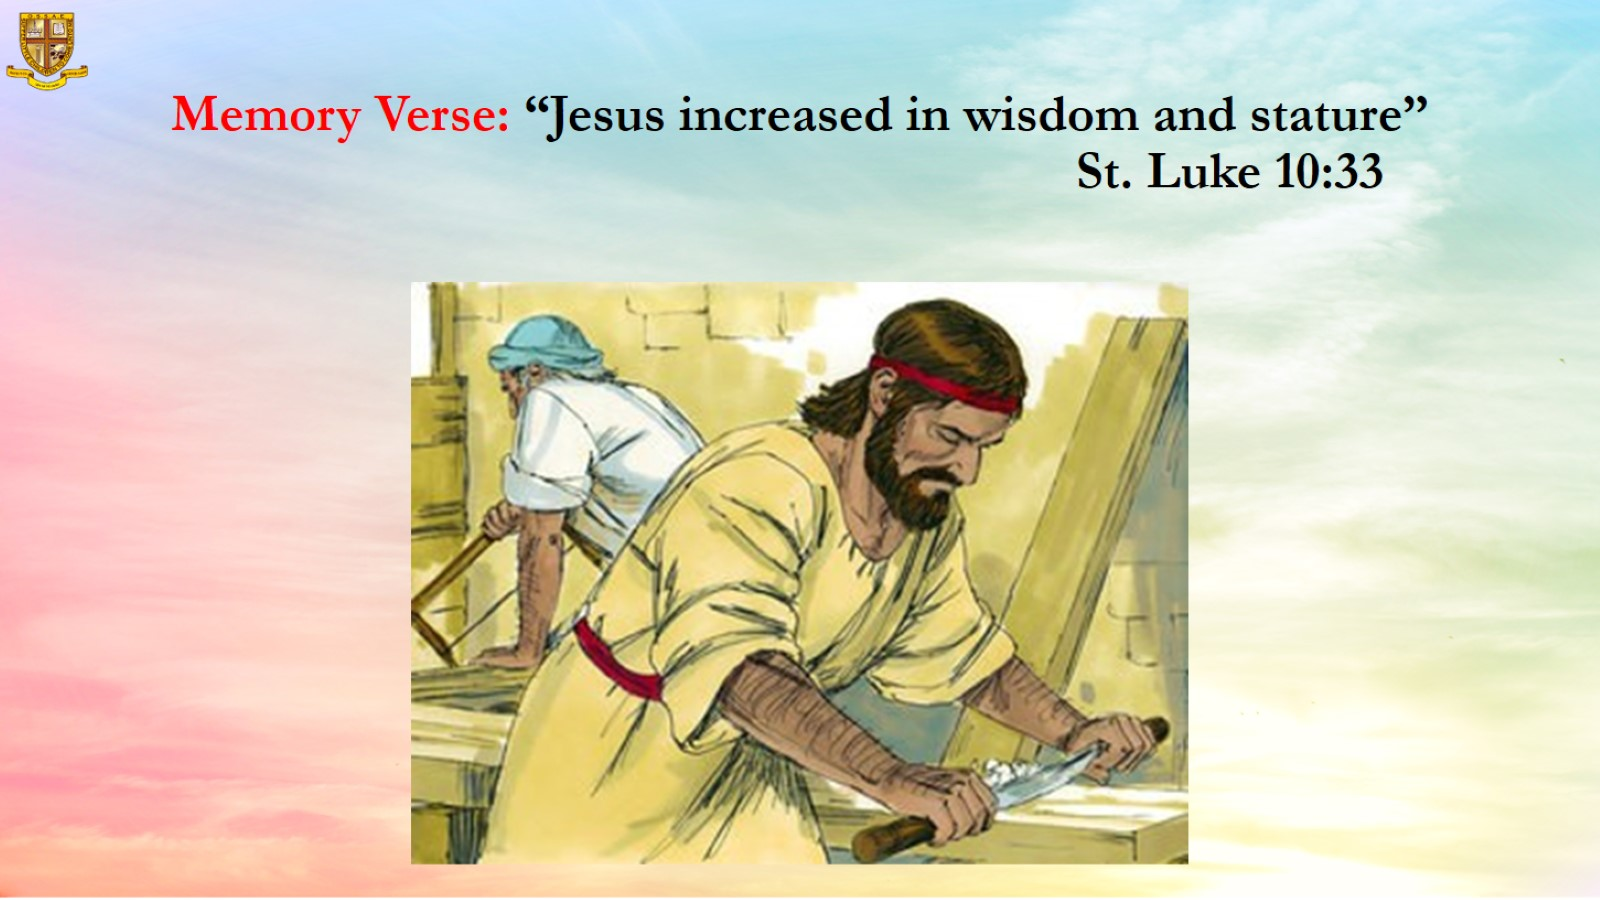 Memory Verse: “Jesus increased in wisdom and stature”
St. Luke 10:33